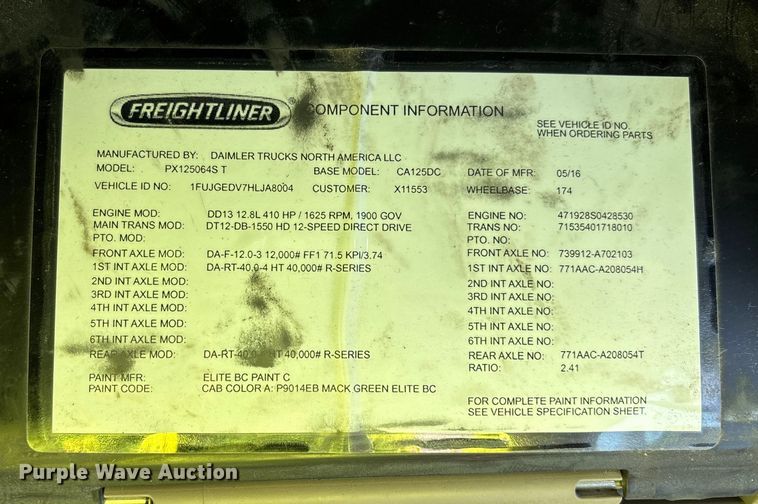 FREIGHTLINER ® COMPONENT INFORMATION
SEE VEHICLE ID NO.
WHEN ORDERING PARTS
MANUFACTURED BY: DAIMLER TRUCKS NORTH AMERICA LLC
MODEL: PX125064S T BASE MODEL: CA125DC DATE OF MFR: 05/16
VEHICLE ID NO: 1FUJGEDV7HLJA8004 CUSTOMER: X11553 WHEELBASE: 174
ENGINE MOD: DD13 12.8L 410 HP / 1625 RPM, 1900 GOV ENGINE NO: 471928S0428530
MAIN TRANS MOD: DT12-DB-1550 HD 12-SPEED DIRECT DRIVE TRANS NO: 71535401718010
PTO. MOD: PTO. NO:
FRONT AXLE MOD: DA-F-12.0-3 12,000# FF1 71.5 KPI/3.74 FRONT AXLE NO: 739912-A702103
1ST INT AXLE MOD: DA-RT-40.0-4 HT 40,000# R-SERIES 1ST INT AXLE NO: 771AAC-A208054H
2ND INT AXLE MOD: 2ND INT AXLE NO:
3RD INT AXLE MOD: 3RD INT AXLE NO:
4TH INT AXLE MOD: 4TH INT AXLE NO:
5TH INT AXLE MOD: 5TH INT AXLE NO:
6TH INT AXLE MOD: 6TH INT AXLE NO:
REAR AXLE MOD: DA-RT-40.0-4 HT 40,000# R-SERIES REAR AXLE NO: 771AAC-A208054T
RATIO: 2.41
PAINT MFR: ELITE BC PAINT C
PAINT CODE: CAB COLOR A: P9014EB MACK GREEN ELITE BC
FOR COMPLETE PAINT INFORMATION
SEE VEHICLE SPECIFICATION SHEET.
Purple Wave Auction